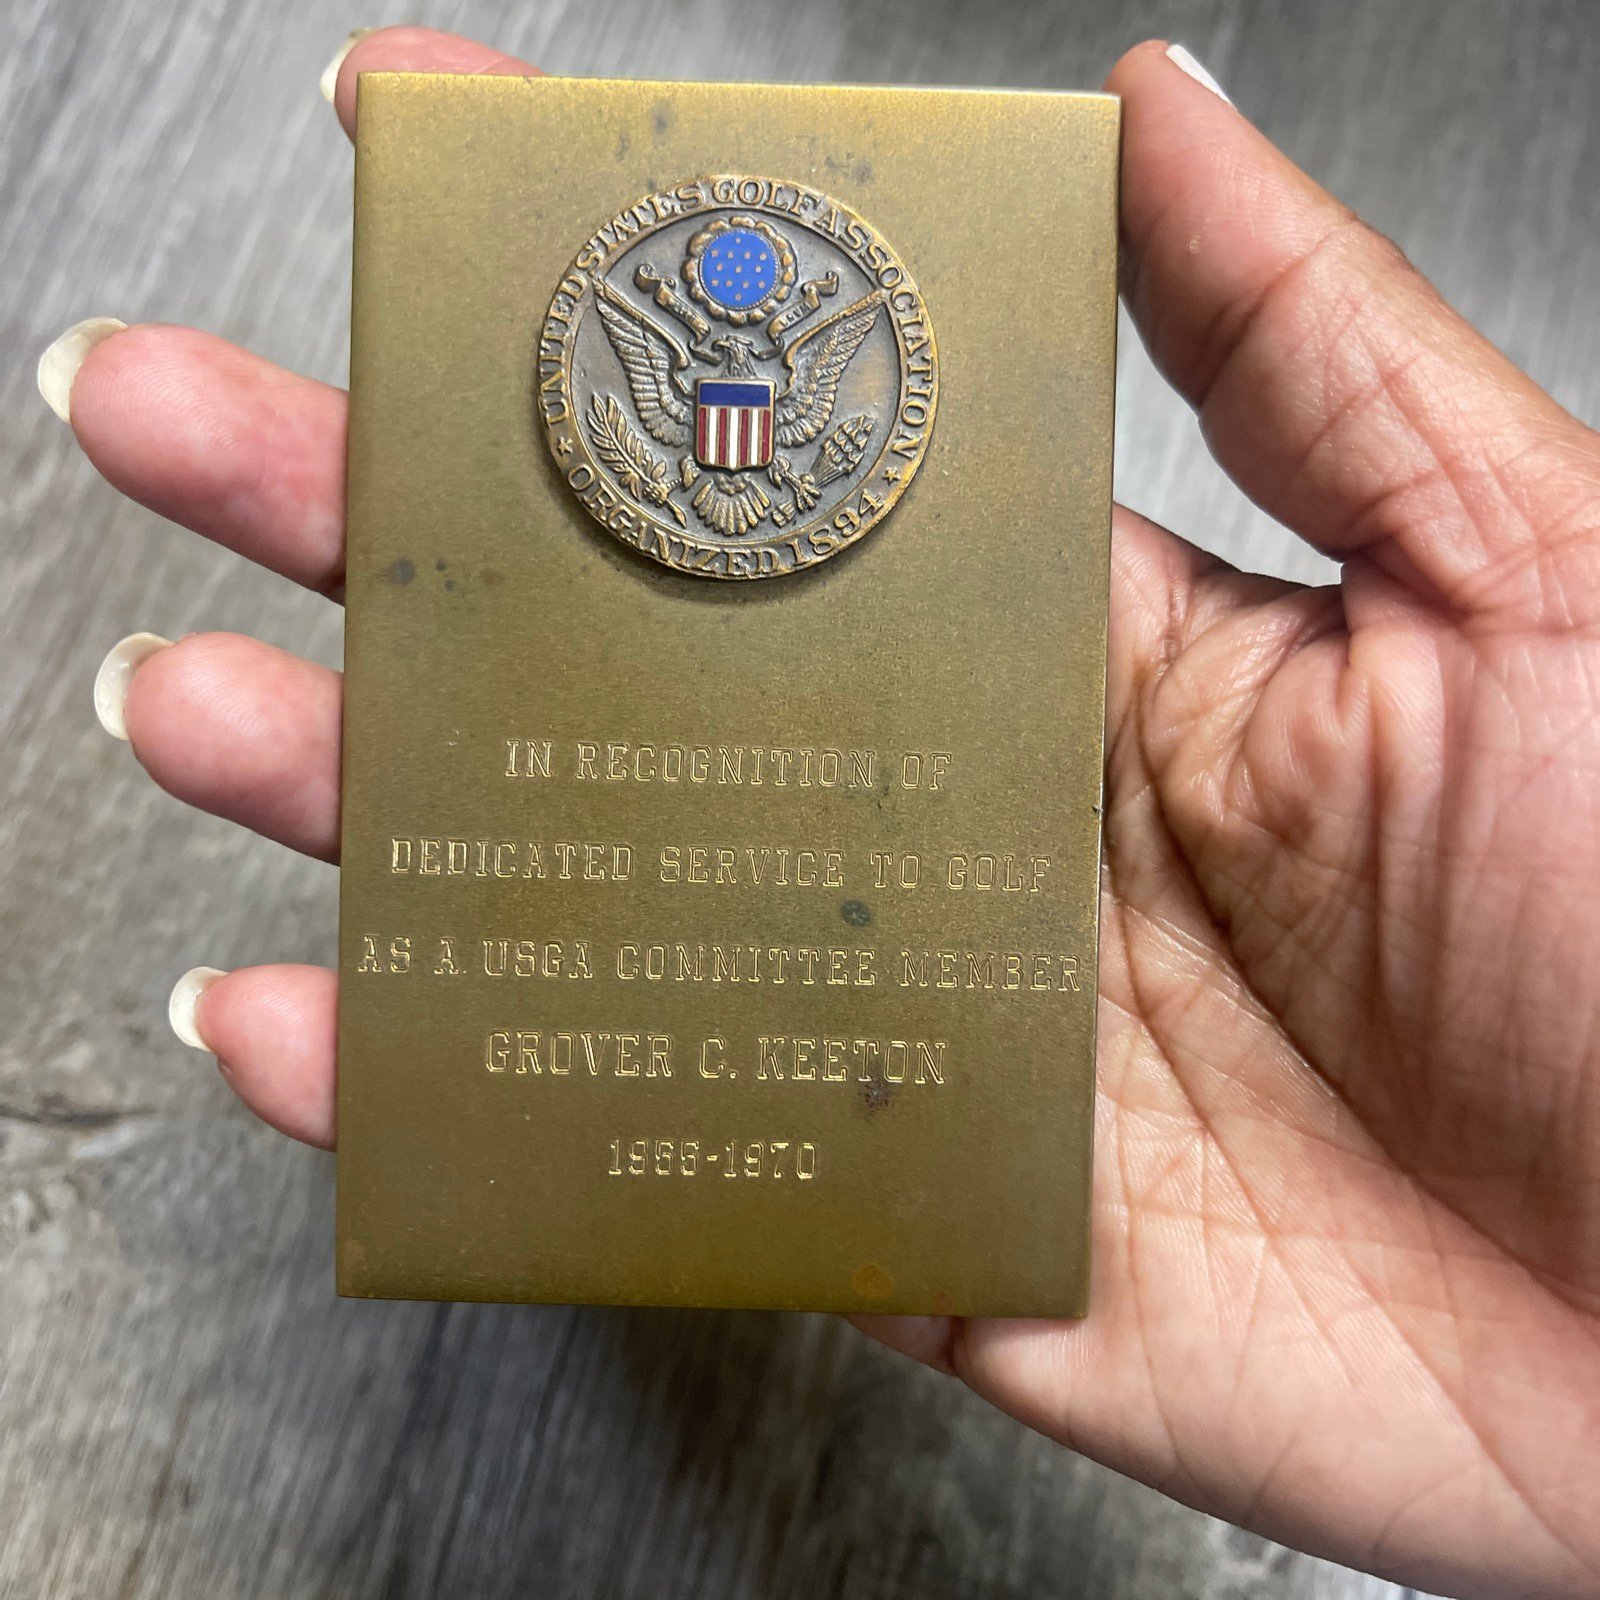 UNITED STATES GOLF ASSOCIATION
ORGANIZED 1894
IN RECOGNITION OF
DEDICATED SERVICE TO GOLF
AS A USGA COMMITTEE MEMBER
GROVER C. KEETON
1966-1970